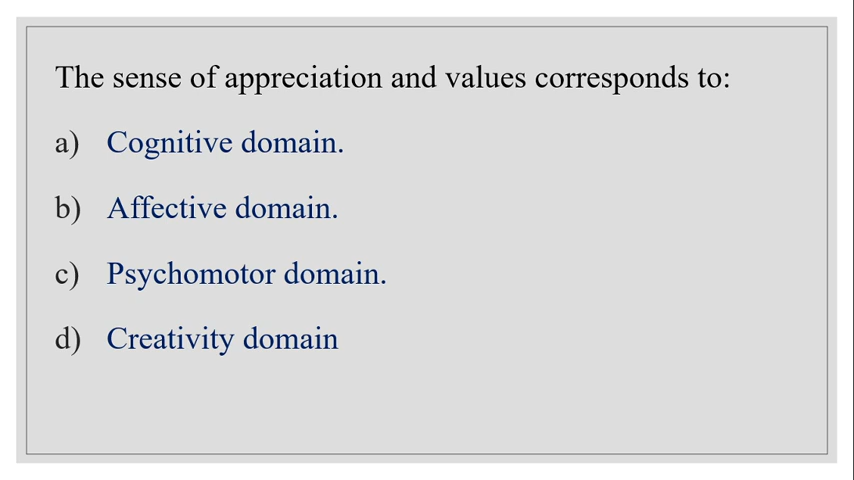 The sense of appreciation and values corresponds to:
a) Cognitive domain.
b) Affective domain.
c) Psychomotor domain.
d) Creativity domain